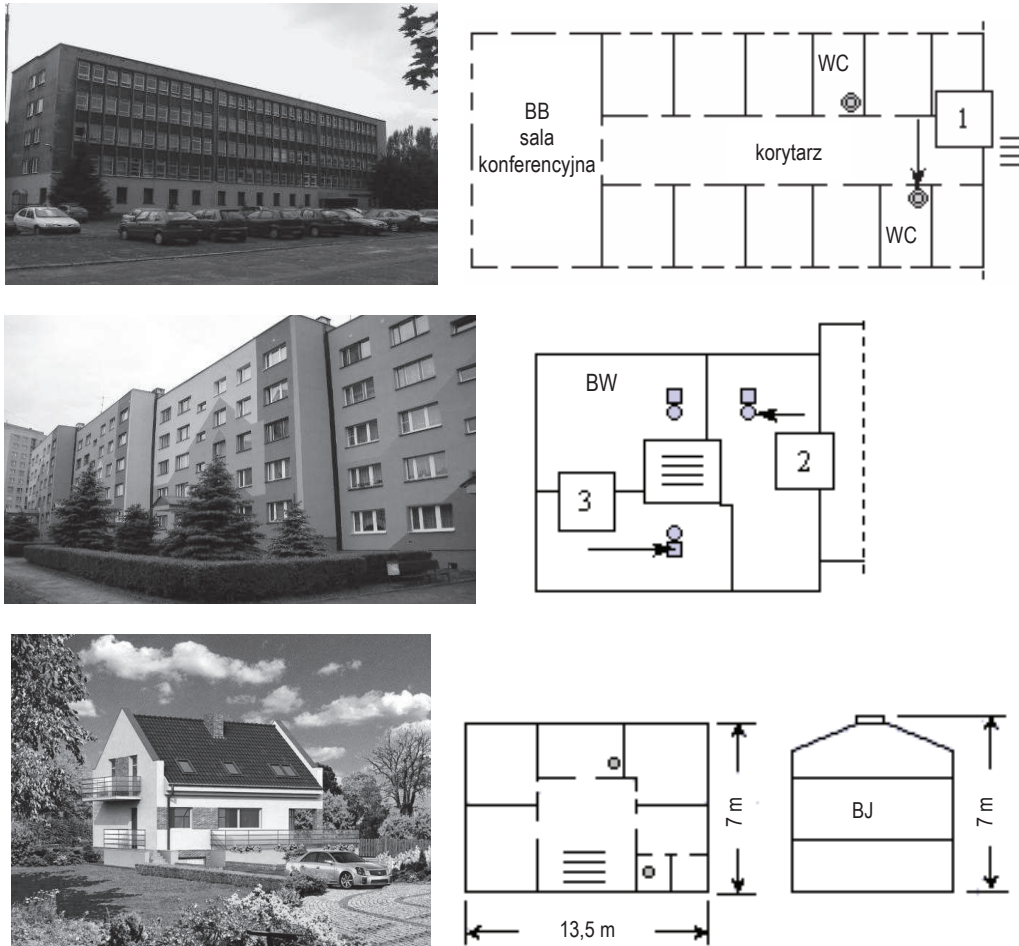 WC
BB
sala
konferencyjna
korytarz
1
WC
BW
2
3
7 m
BJ
7 m
13,5 m